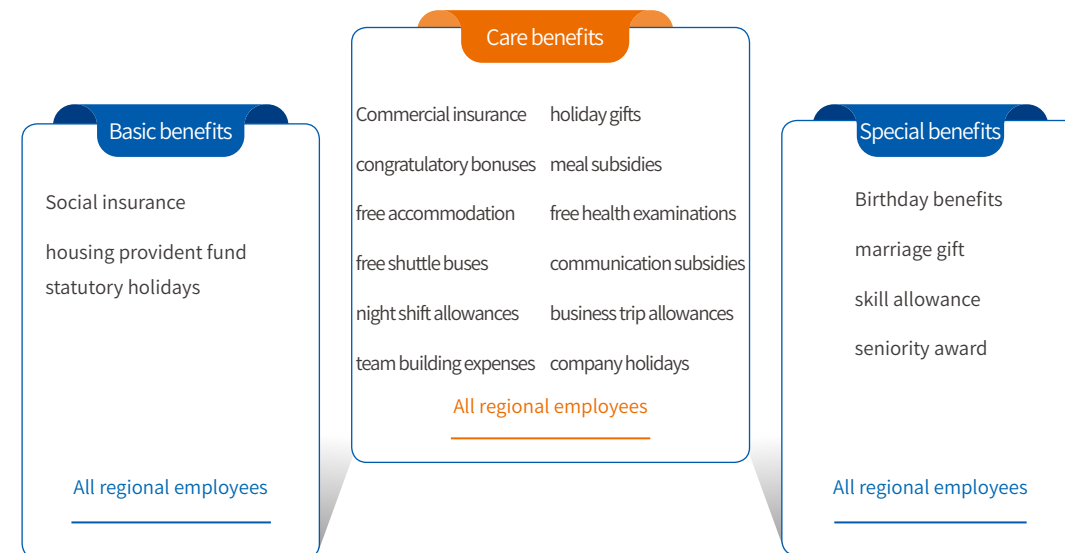 Basic benefits
Social insurance
housing provident fund
statutory holidays
All regional employees
Care benefits
Commercial insurance holiday gifts
congratulatory bonuses meal subsidies
free accommodation free health examinations
free shuttle buses communication subsidies
night shift allowances business trip allowances
team building expenses company holidays
All regional employees
Special benefits
Birthday benefits
marriage gift
skill allowance
seniority award
All regional employees